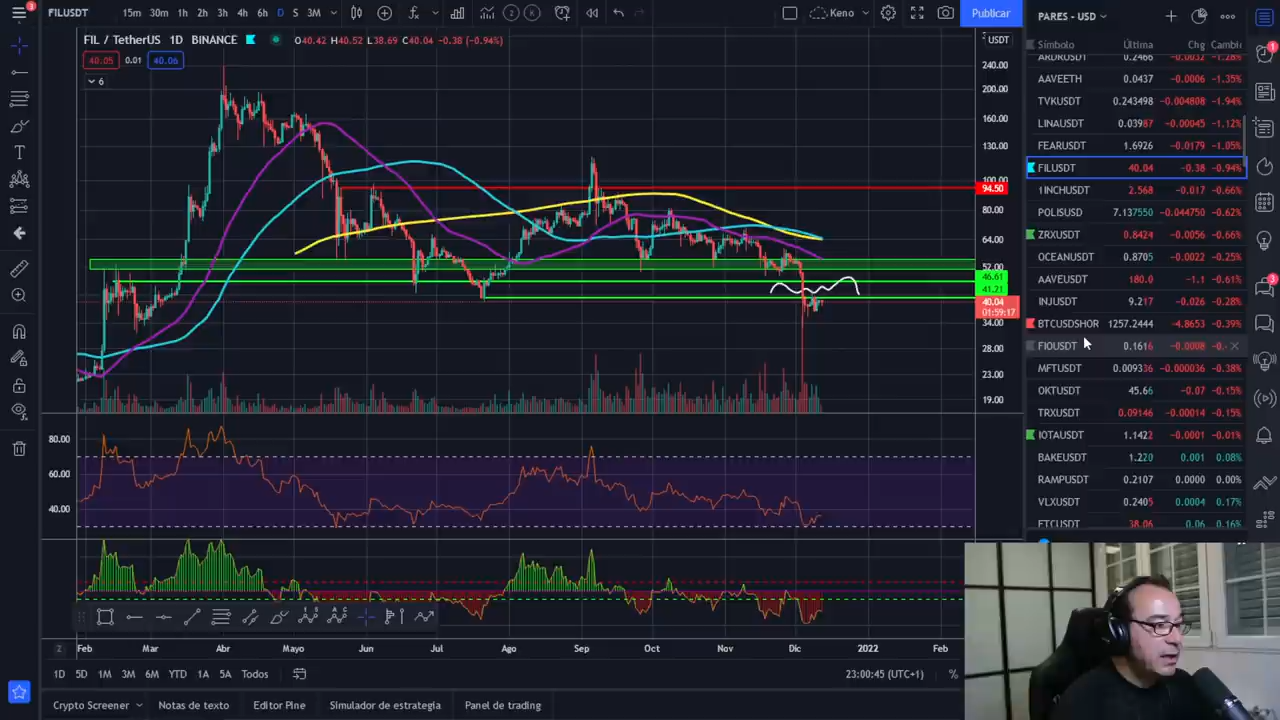 3
FILUSDT
15m 30m 1h 2h 3h 4h 6h D S 3M
2 K
Keno
Publicar
PARES - USD
FIL / TetherUS 1D BINANCE
O40.42 H40.52 L38.69 C40.04 -0.38 (-0.94%)
USDT
40.05 0.01 40.06
6
240.00
200.00
160.00
130.00
100.00
94.50
80.00
64.00
52.00
46.61
41.21
40.04
01:59:17
34.00
28.00
23.00
19.00
80.00
60.00
40.00
Símbolo Última Chg Cambi
ARDRUSDT 0.2466 -0.0032 -1.28%
AAVEETH 0.0437 -0.0006 -1.35%
TVKUSDT 0.243498 -0.004808 -1.94%
LINAUSDT 0.03987 -0.00045 -1.12%
FEARUSDT 1.6926 -0.0179 -1.05%
FILUSDT 40.04 -0.38 -0.94%
1INCHUSDT 2.568 -0.017 -0.66%
POLISUSD 7.137550 -0.044750 -0.62%
ZRXUSDT 0.8424 -0.0056 -0.66%
OCEANUSDT 0.8705 -0.0022 -0.25%
AAVEUSDT 180.0 -1.1 -0.61%
INJUSDT 9.217 -0.026 -0.28%
BTCUSDSHOR 1257.2444 -4.8653 -0.39%
FIOUSDT 0.1616 -0.0008 -0.
MFTUSDT 0.009336 -0.000036 -0.38%
OKTUSDT 45.66 -0.07 -0.15%
TRXUSDT 0.09146 -0.00014 -0.15%
IOTAUSDT 1.1422 -0.0001 -0.01%
BAKEUSDT 1.220 0.001 0.08%
RAMPUSDT 0.2107 0.0000 0.00%
VLXUSDT 0.2405 0.0004 0.17%
ETCUSDT 38.06 0.06 0.16%
1
3
2 Feb Mar Abr Mayo Jun Jul Ago Sep Oct Nov Dic 2022 Feb
1D 5D 1M 3M 6M YTD 1A 5A Todos
23:00:45 (UTC+1) %
Crypto Screener Notas de texto Editor Pine Simulador de estrategia Panel de trading